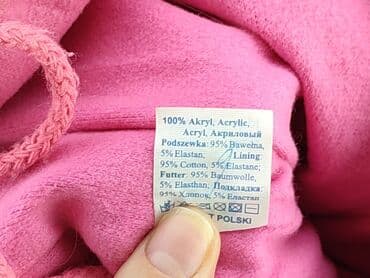 100% Akryl, Acrylic,
Acryl, Акриловый
Podszewka: 95% Bawełna,
5% Elastan, Lining:
95% Cotton, 5% Elastane;
Futter: 95% Baumwolle,
5% Elasthan, Подкладка:
95% Хлопок, 5% Еластан
POLSKI